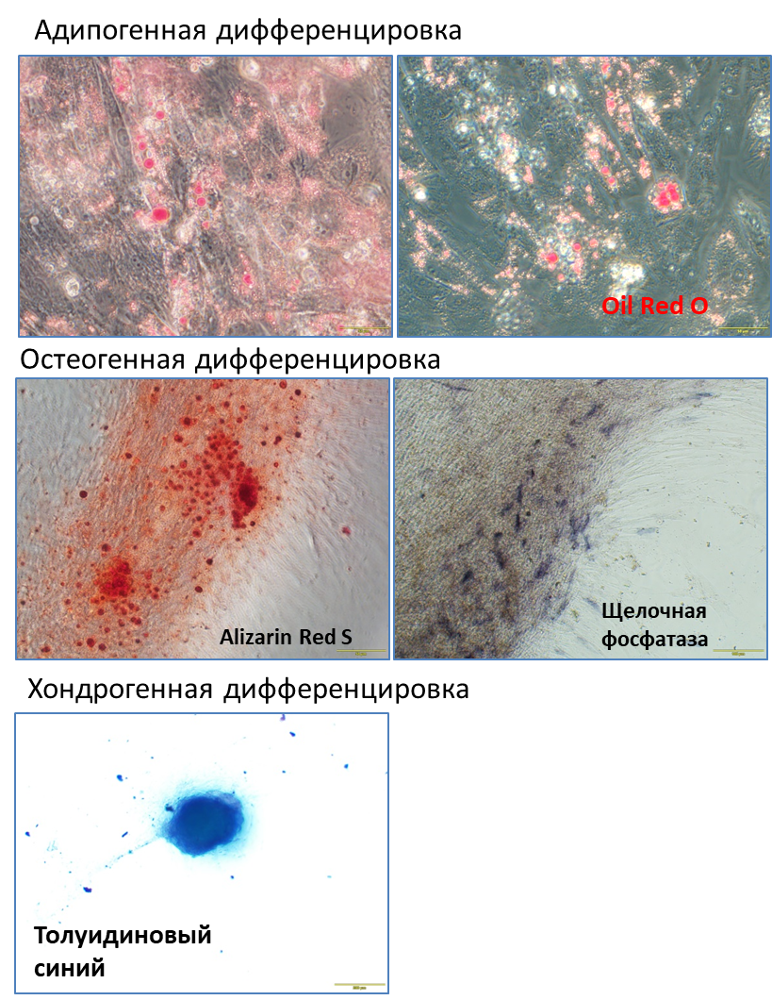 Адипогенная дифференцировка
Oil Red O
Остеогенная дифференцировка
Alizarin Red S
Щелочная
фосфатаза
Хондрогенная дифференцировка
Толуидиновый
синий